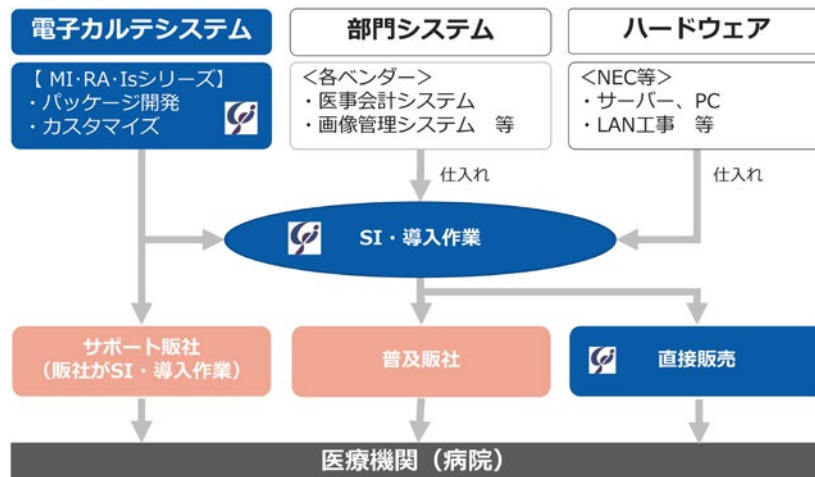 電子カルテシステム
部門システム
ハードウェア
【 MI・RA・Isシリーズ】
・パッケージ開発
・カスタマイズ
<各ベンダー>
・医事会計システム
・画像管理システム　等
<NEC等>
・サーバー、PC
・LAN工事　等
仕入れ
仕入れ
SI・導入作業
サポート販社
（販社がSI・導入作業）
普及販社
直接販売
医療機関（病院）